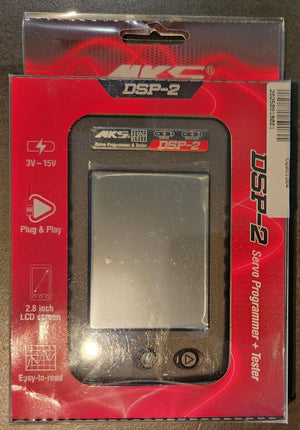 MKS®
DSP-2
3V~15V
Plug & Play
2.8 inch
LCD screen
Easy-to-read
MKS
Servo Programmer & Tester
DSP-2
DSP-2 Servo Programmer + Tester
20250918001